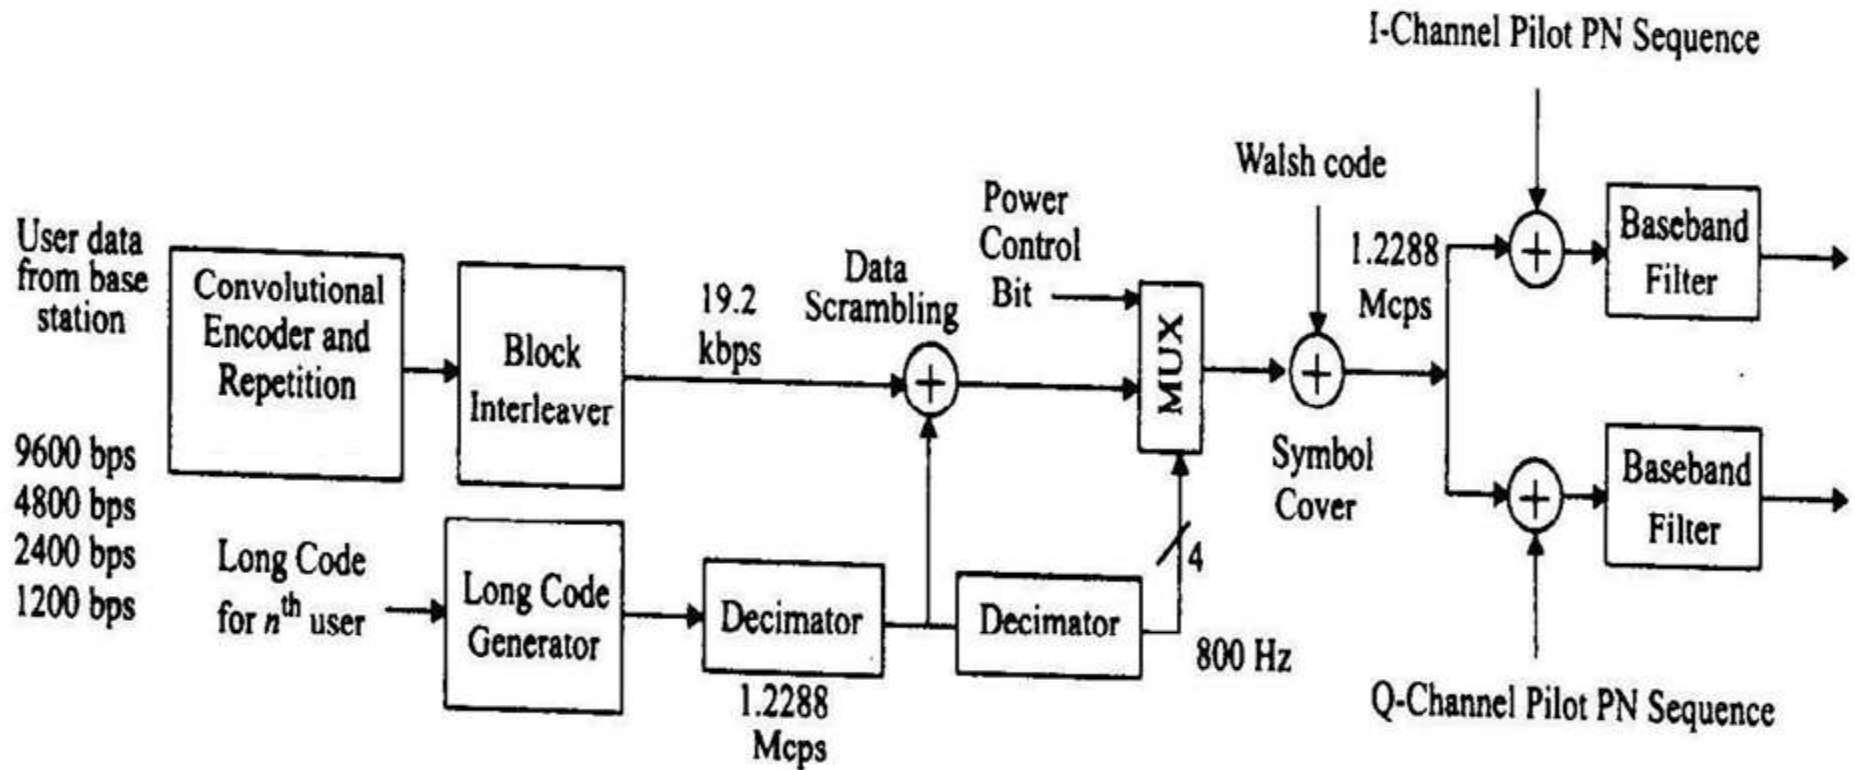 I-Channel Pilot PN Sequence
Walsh code
Power
Control
Bit
1.2288
Mcps
Baseband
Filter
User data
from base
station
Convolutional
Encoder and
Repetition
Block
Interleaver
19.2
kbps
Data
Scrambling
+
MUX
+
Symbol
Cover
+
9600 bps
4800 bps
2400 bps
1200 bps
Long Code
for nth user
Long Code
Generator
Decimator
1.2288
Mcps
Decimator
4
800 Hz
+
Baseband
Filter
Q-Channel Pilot PN Sequence